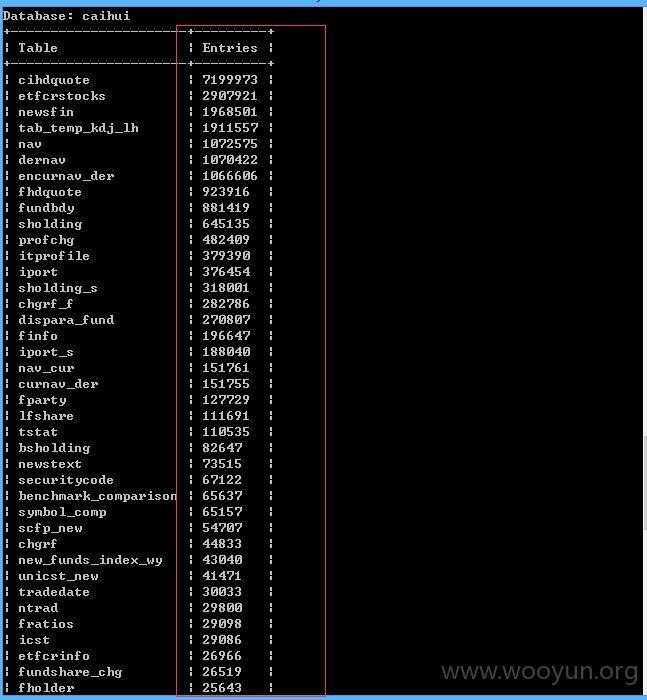 Database: caihui
+----------------------+---------+
| Table | Entries |
+----------------------+---------+
| cihdquote | 7199973 |
| etfcrstocks | 2907921 |
| newsfin | 1968501 |
| tab_temp_kdj_lh | 1911557 |
| nav | 1072575 |
| dernav | 1070422 |
| encurnav_der | 1066606 |
| fhdquote | 923916 |
| fundbdy | 881419 |
| sholding | 645135 |
| profchg | 482409 |
| itprofile | 379390 |
| iport | 376454 |
| sholding_s | 318001 |
| chgrf_f | 282786 |
| dispara_fund | 270807 |
| finfo | 196647 |
| iport_s | 188040 |
| nav_cur | 151761 |
| curnav_der | 151755 |
| fparty | 127729 |
| lfshare | 111691 |
| tstat | 110535 |
| bsholding | 82647 |
| newstext | 73515 |
| securitycode | 67122 |
| benchmark_comparison | 65637 |
| symbol_comp | 65157 |
| scfp_new | 54707 |
| chgrf | 44833 |
| new_funds_index_wy | 43040 |
| unicst_new | 41471 |
| tradedate | 30033 |
| ntrad | 29800 |
| fratios | 29098 |
| icst | 29086 |
| etfcrinfo | 26966 |
| fundshare_chg | 26519 |
| fholder | 25643 |
www.wooyun.org